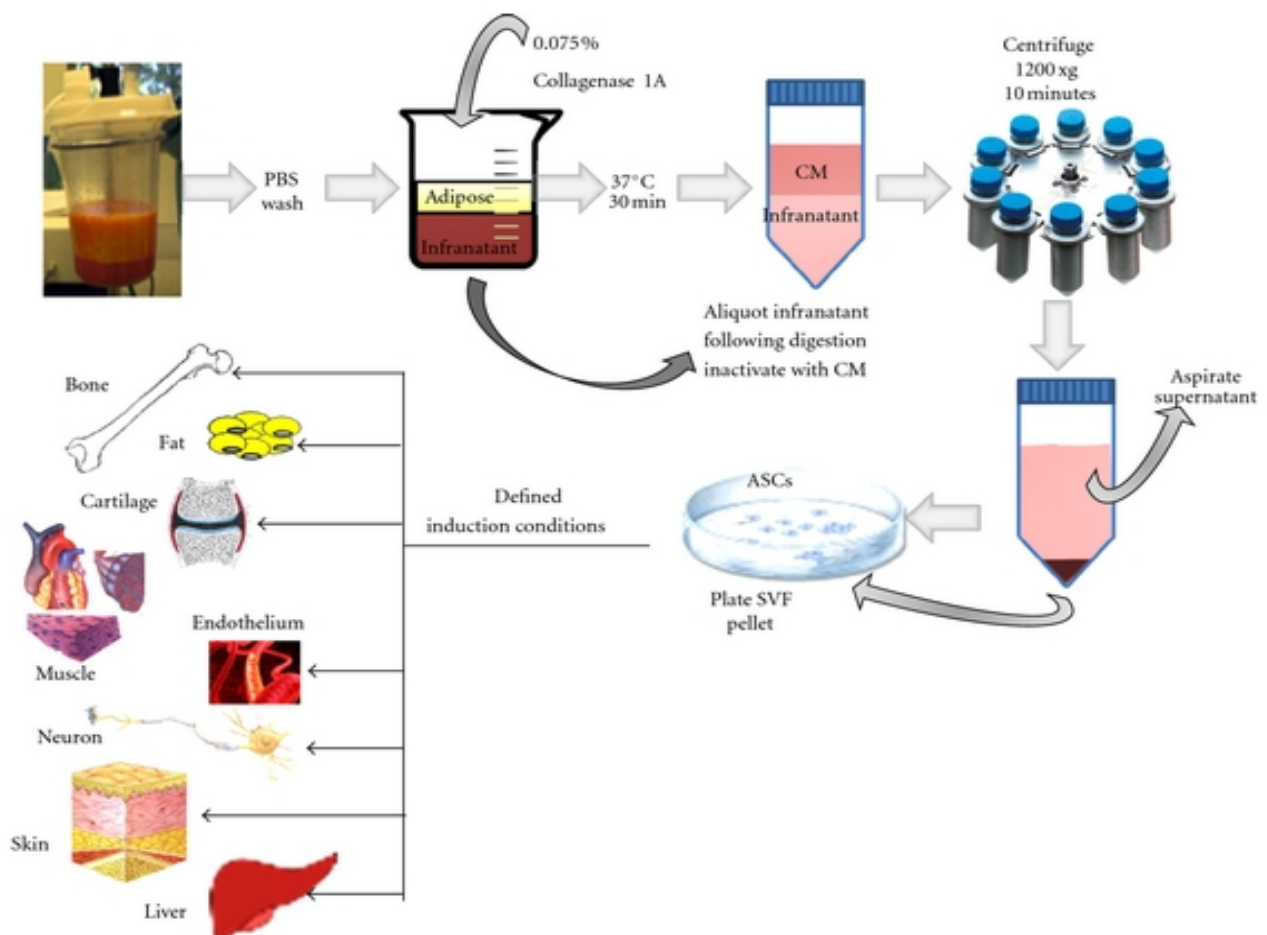 0.075%
Collagenase 1A
Centrifuge
1200 xg
10 minutes
PBS
wash
Adipose
Infranatant
37°C
30 min
CM
Infranatant
Aliquot infranatant
following digestion
inactivate with CM
Aspirate
supernatant
ASCs
Plate SVF
pellet
Defined
induction conditions
Bone
Fat
Cartilage
Muscle
Endothelium
Neuron
Skin
Liver